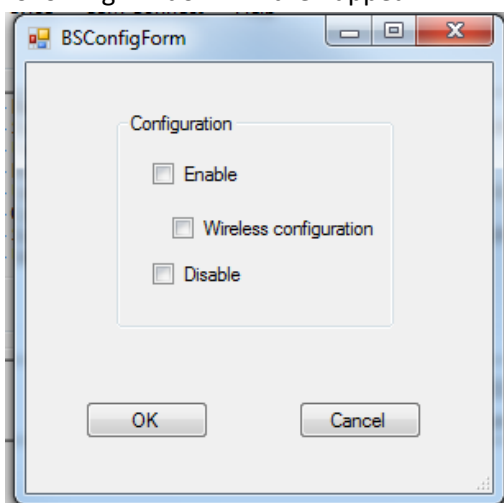 BSConfigForm
Configuration
Enable
Wireless configuration
Disable
OK
Cancel